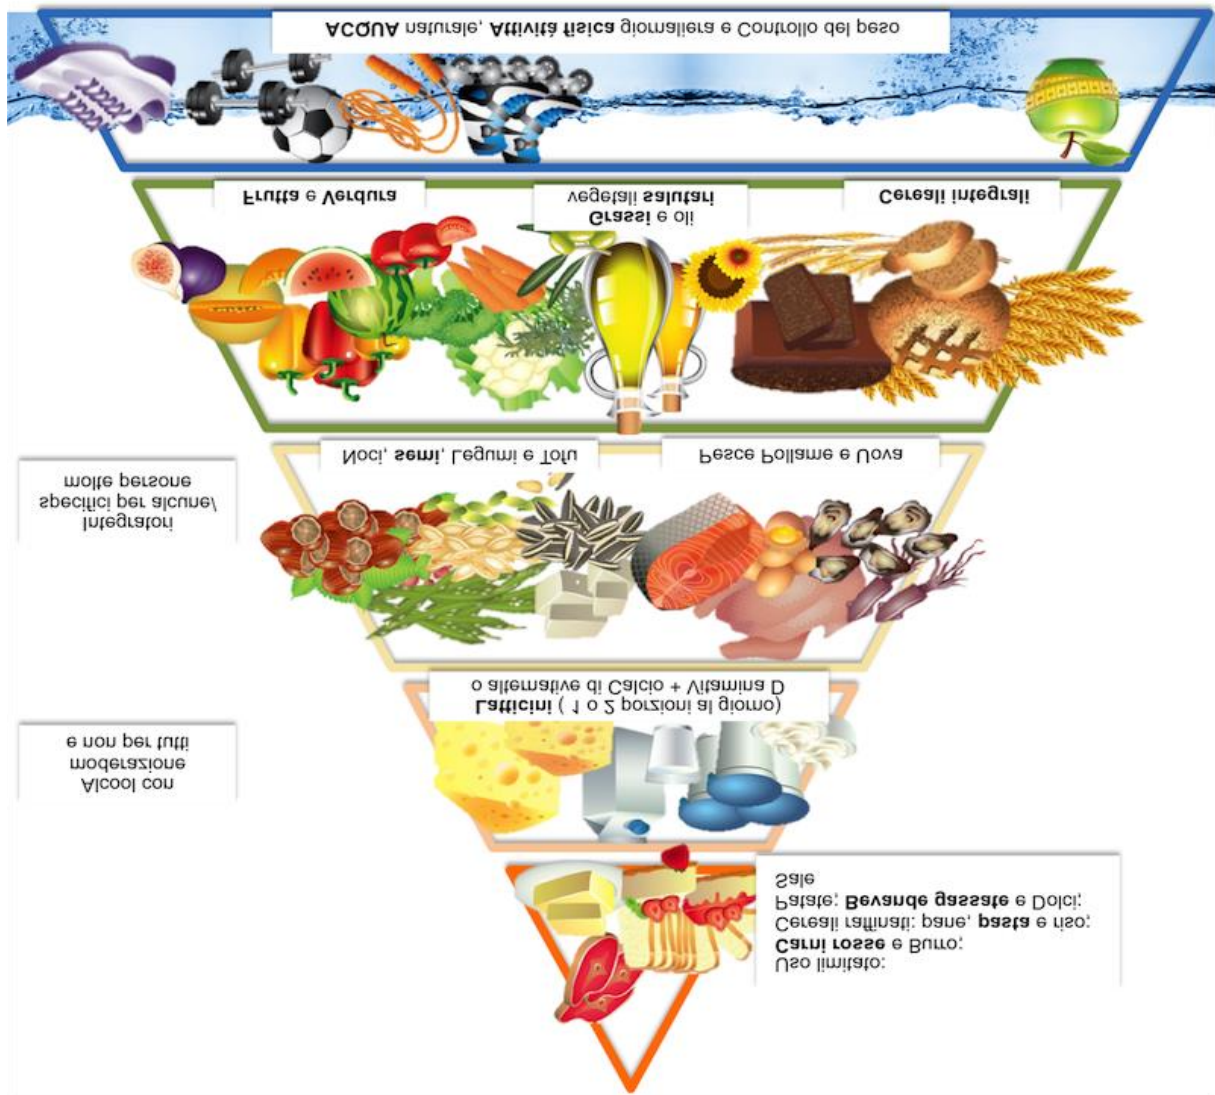 Uso limitato:
Carni rosse e Burro;
Cereali raffinati: pane, pasta e riso;
Patate; Bevande gassate e Dolci;
Sale
Alcool con
moderazione
e non per tutti
Latticini ( 1 o 2 porzioni al giorno)
o alternative di Calcio + Vitamina D
Integratori
specifici per alcune/
molte persone
Noci, semi, Legumi e Tofu
Pesce Pollame e Uova
Frutta e Verdura
Grassi e oli
vegetali salutari
Cereali integrali
ACQUA naturale, Attività fisica giornaliera e Controllo del peso